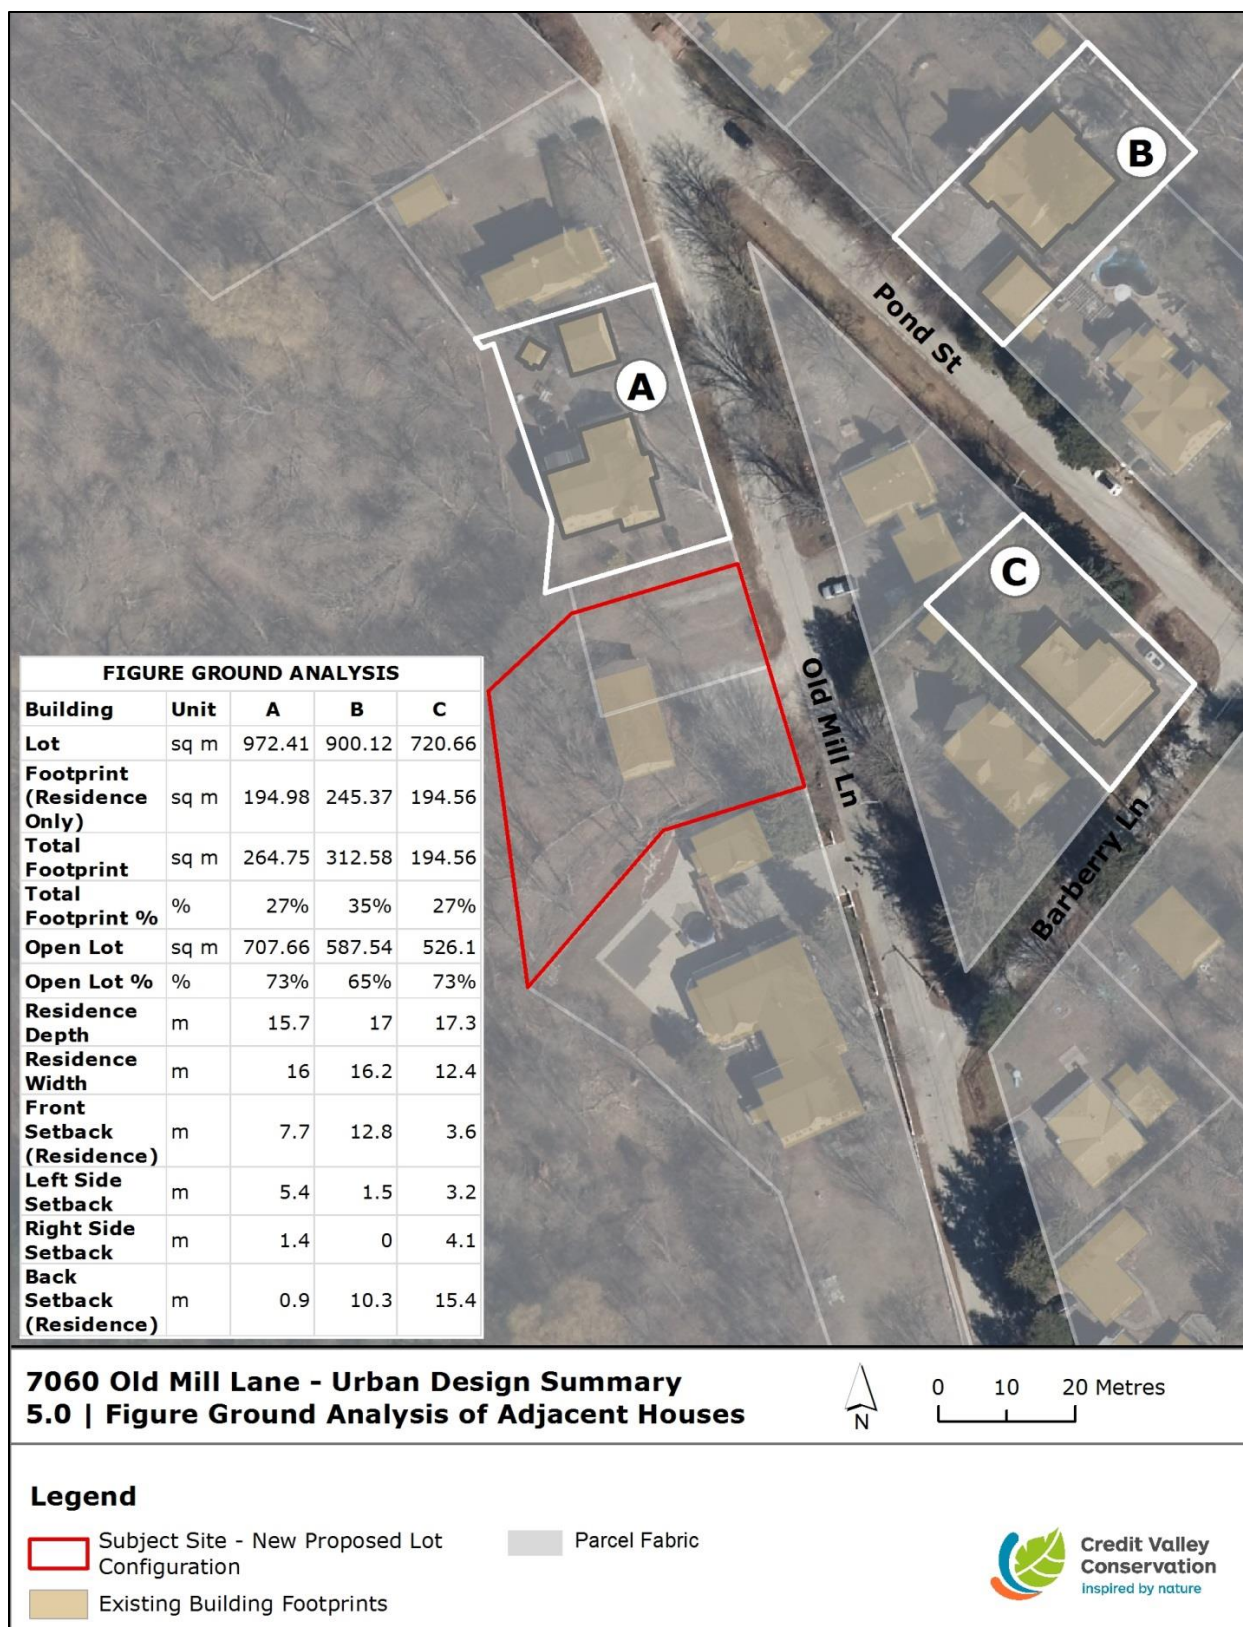 B
Pond St
A
C
Old Mill Ln
Barberry Ln
FIGURE GROUND ANALYSIS
Building Unit A B C
Lot sq m 972.41 900.12 720.66
Footprint
(Residence sq m 194.98 245.37 194.56
Only)
Total
Footprint sq m 264.75 312.58 194.56
Total
Footprint % % 27% 35% 27%
Open Lot sq m 707.66 587.54 526.1
Open Lot % % 73% 65% 73%
Residence
Depth m 15.7 17 17.3
Residence
Width m 16 16.2 12.4
Front
Setback m 7.7 12.8 3.6
(Residence)
Left Side
Setback m 5.4 1.5 3.2
Right Side
Setback m 1.4 0 4.1
Back
Setback m 0.9 10.3 15.4
(Residence)
7060 Old Mill Lane - Urban Design Summary
5.0 | Figure Ground Analysis of Adjacent Houses
N
0 10 20 Metres
Legend
Subject Site - New Proposed Lot
Configuration
Existing Building Footprints
Parcel Fabric
Credit Valley
Conservation
inspired by nature